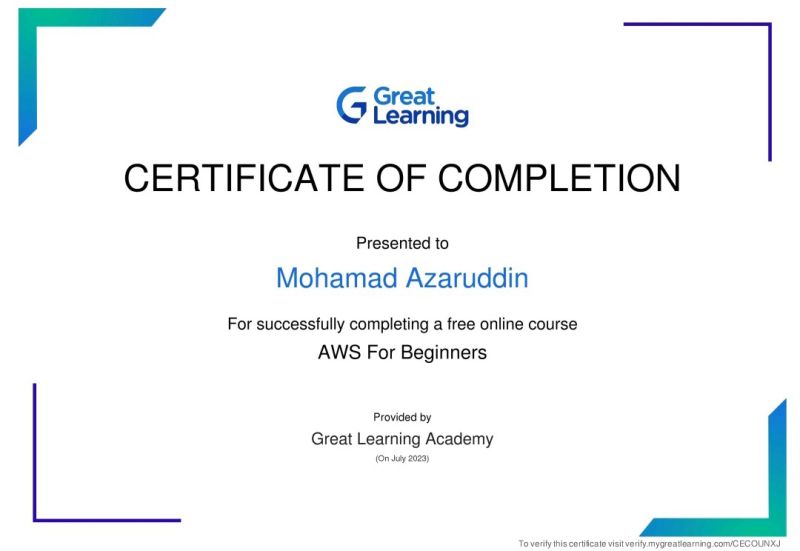 Great
Learning
CERTIFICATE OF COMPLETION
Presented to
Mohamad Azaruddin
For successfully completing a free online course
AWS For Beginners
Provided by
Great Learning Academy
(On July 2023)
To verify this certificate visit verify.mygreatlearning.com/CECOUNXJ